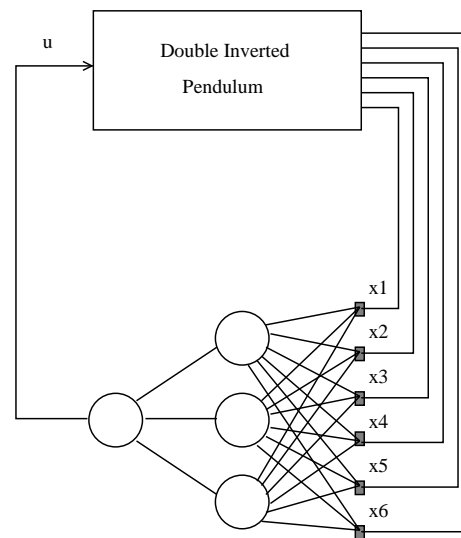 u
Double Inverted
Pendulum
x1
x2
x3
x4
x5
x6